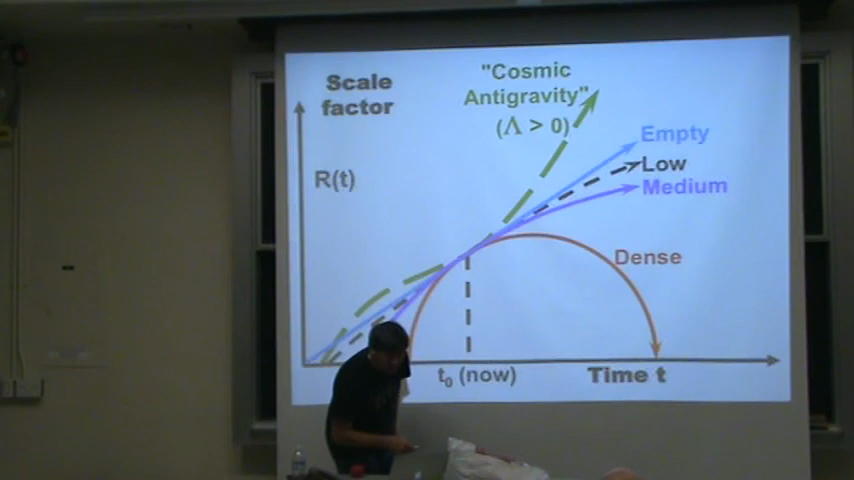 Scale
factor
R(t)
"Cosmic
Antigravity"
(Λ > 0)
Empty
Low
Medium
Dense
t₀ (now)
Time t